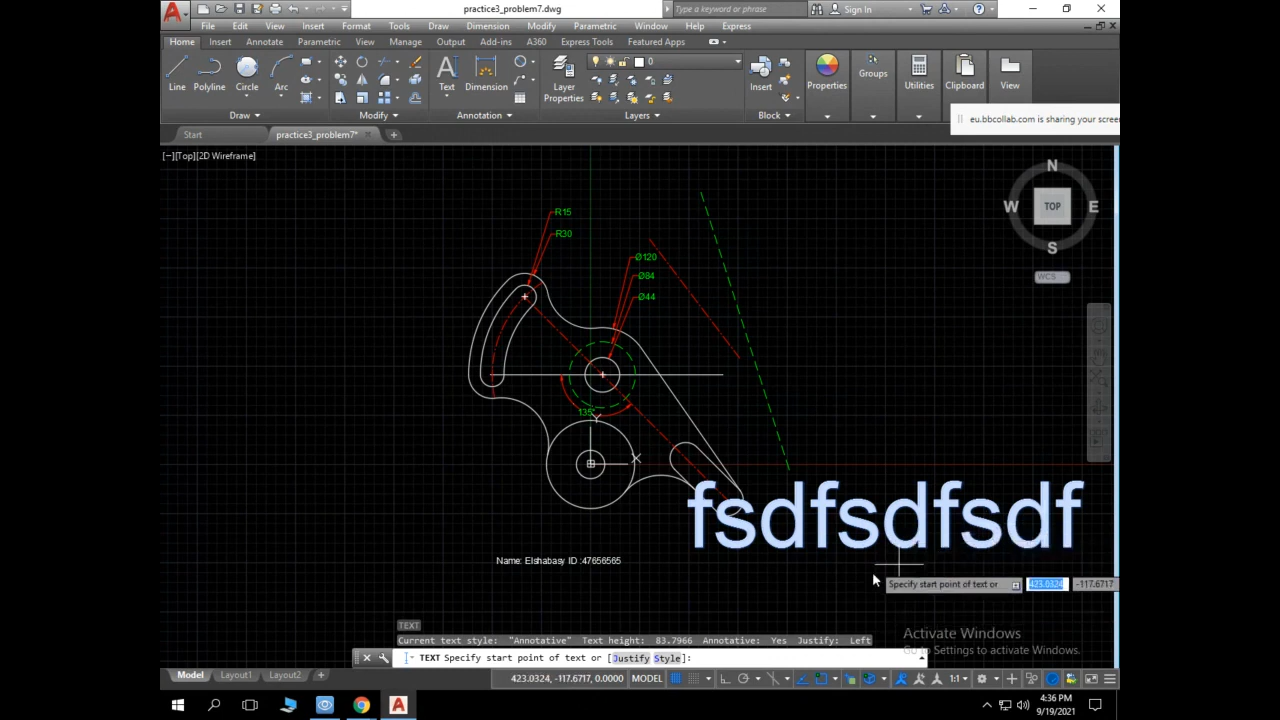 practice3_problem7.dwg
Type a keyword or phrase
Sign In
File Edit View Insert Format Tools Draw Dimension Modify Parametric Window Help Express
Home Insert Annotate Parametric View Manage Output Add-ins A360 Express Tools Featured Apps
0
Line Polyline Circle Arc Text Dimension Layer Properties Insert Properties Groups Utilities Clipboard View
Draw Modify Annotation Layers Block
eu.bbcollab.com is sharing your scree
Start practice3_problem7*
[−][Top][2D Wireframe]
N
W TOP E
S
WCS
R15
R30
Ø120
Ø84
Ø44
135°
Y
X
fsdfsdfsdf
Name: Elshabasy ID :47656565
Specify start point of text or 423.0324 -117.6717
TEXT
Current text style: "Annotative" Text height: 83.7966 Annotative: Yes Justify: Left
TEXT Specify start point of text or [Justify Style]:
Activate Windows
Go to Settings to activate Windows.
Model Layout1 Layout2 +
423.0324, -117.6717, 0.0000 MODEL 1:1
4:36 PM
9/19/2021